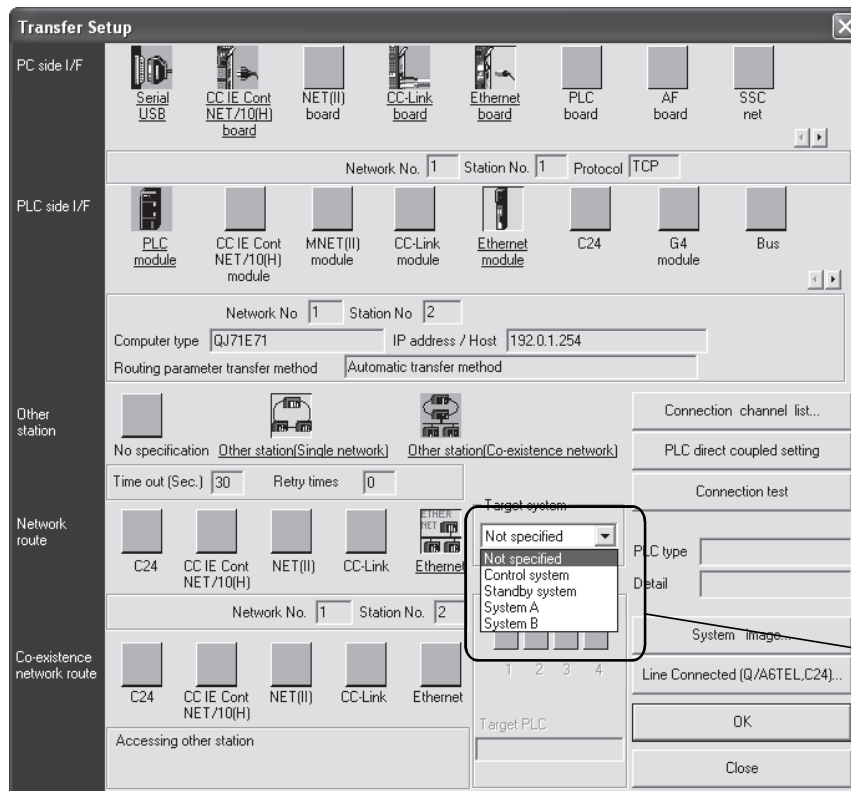 Transfer Setup
PC side I/F
Serial USB
CC IE Cont NET/10(H) board
NET(II) board
CC-Link board
Ethernet board
PLC board
AF board
SSC net
Network No. 1 Station No. 1 Protocol TCP
PLC side I/F
PLC module
CC IE Cont NET/10(H) module
MNET(II) module
CC-Link module
Ethernet module
C24
G4 module
Bus
Network No 1 Station No 2
Computer type QJ71E71 IP address / Host 192.0.1.254
Routing parameter transfer method Automatic transfer method
Other station
No specification
Other station(Single network)
Other station(Co-existence network)
Time out (Sec.) 30 Retry times 0
Connection channel list...
PLC direct coupled setting
Connection test
Network route
C24
CC IE Cont NET/10(H)
NET(II)
CC-Link
ETHER NET
Ethernet
Network No. 1 Station No. 2
Target system
Not specified
Not specified
Control system
Standby system
System A
System B
1 2 3 4
Target PLC
PLC type
Detail
System image...
Line Connected (Q/A6TEL,C24)...
OK
Close
Co-existence network route
C24
CC IE Cont NET/10(H)
NET(II)
CC-Link
Ethernet
Accessing other station